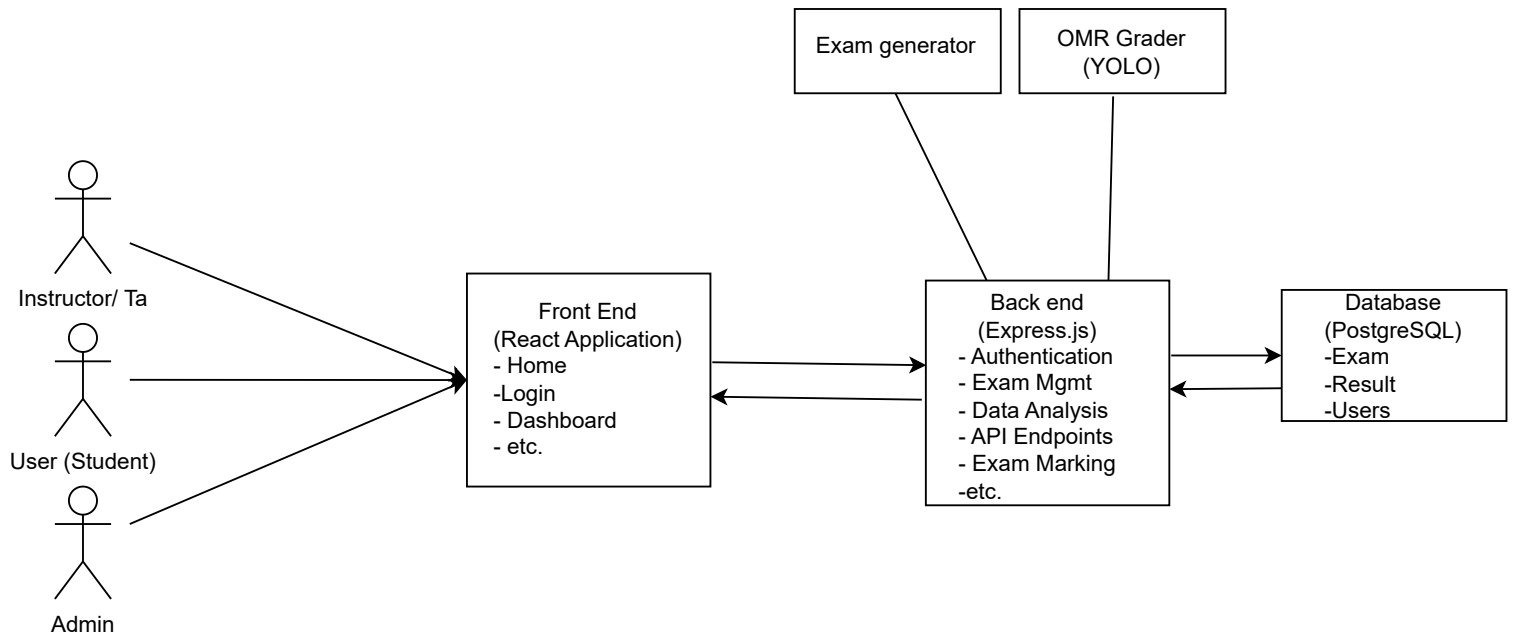 Exam generator
OMR Grader
(YOLO)
Instructor/ Ta
User (Student)
Admin
Front End
(React Application)
- Home
-Login
- Dashboard
- etc.
Back end
(Express.js)
- Authentication
- Exam Mgmt
- Data Analysis
- API Endpoints
- Exam Marking
-etc.
Database
(PostgreSQL)
-Exam
-Result
-Users